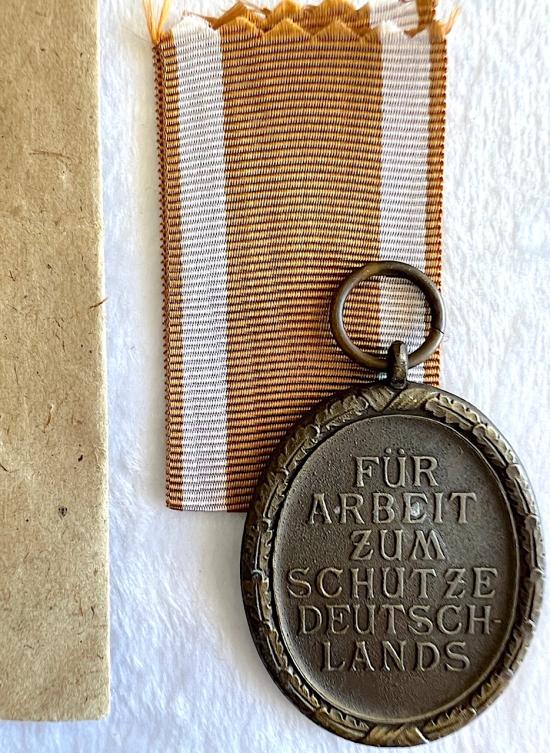 FÜR
ARBEIT
ZUM
SCHUTZE
DEUTSCH-
LANDS